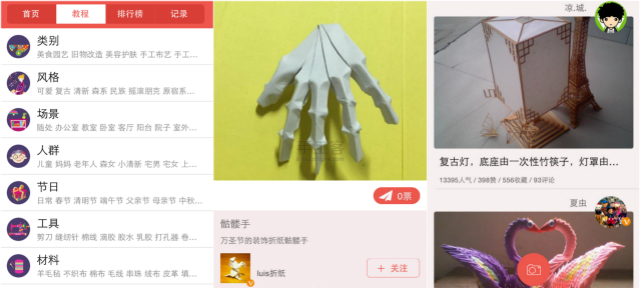 首页 教程 排行榜 记录
类别
美食园艺 旧物改造 美容护肤 手工布艺 手工...
风格
可爱 复古 清新 森系 民族 摇滚朋克 原宿系...
场景
随处 办公室 教室 卧室 客厅 阳台 院子 室外...
人群
儿童 妈妈 老年人 森女 小清新 宅男 宅女 上...
节日
日常 春节 清明节 端午节 父亲节 母亲节 中秋...
工具
剪刀 缝纫针 棉线 滴胶 胶水 乳胶 打孔器 卷...
材料
羊毛毡 不织布 棉布 毛线 串珠 绒布 皮革 填...
0票
骷髅手
万圣节的装饰折纸骷髅手
luis折纸
+ 关注
凉.城.
复古灯，底座由一次性竹筷子，灯罩由...
13395人气 / 398赞 / 556收藏 / 93评论
夏虫